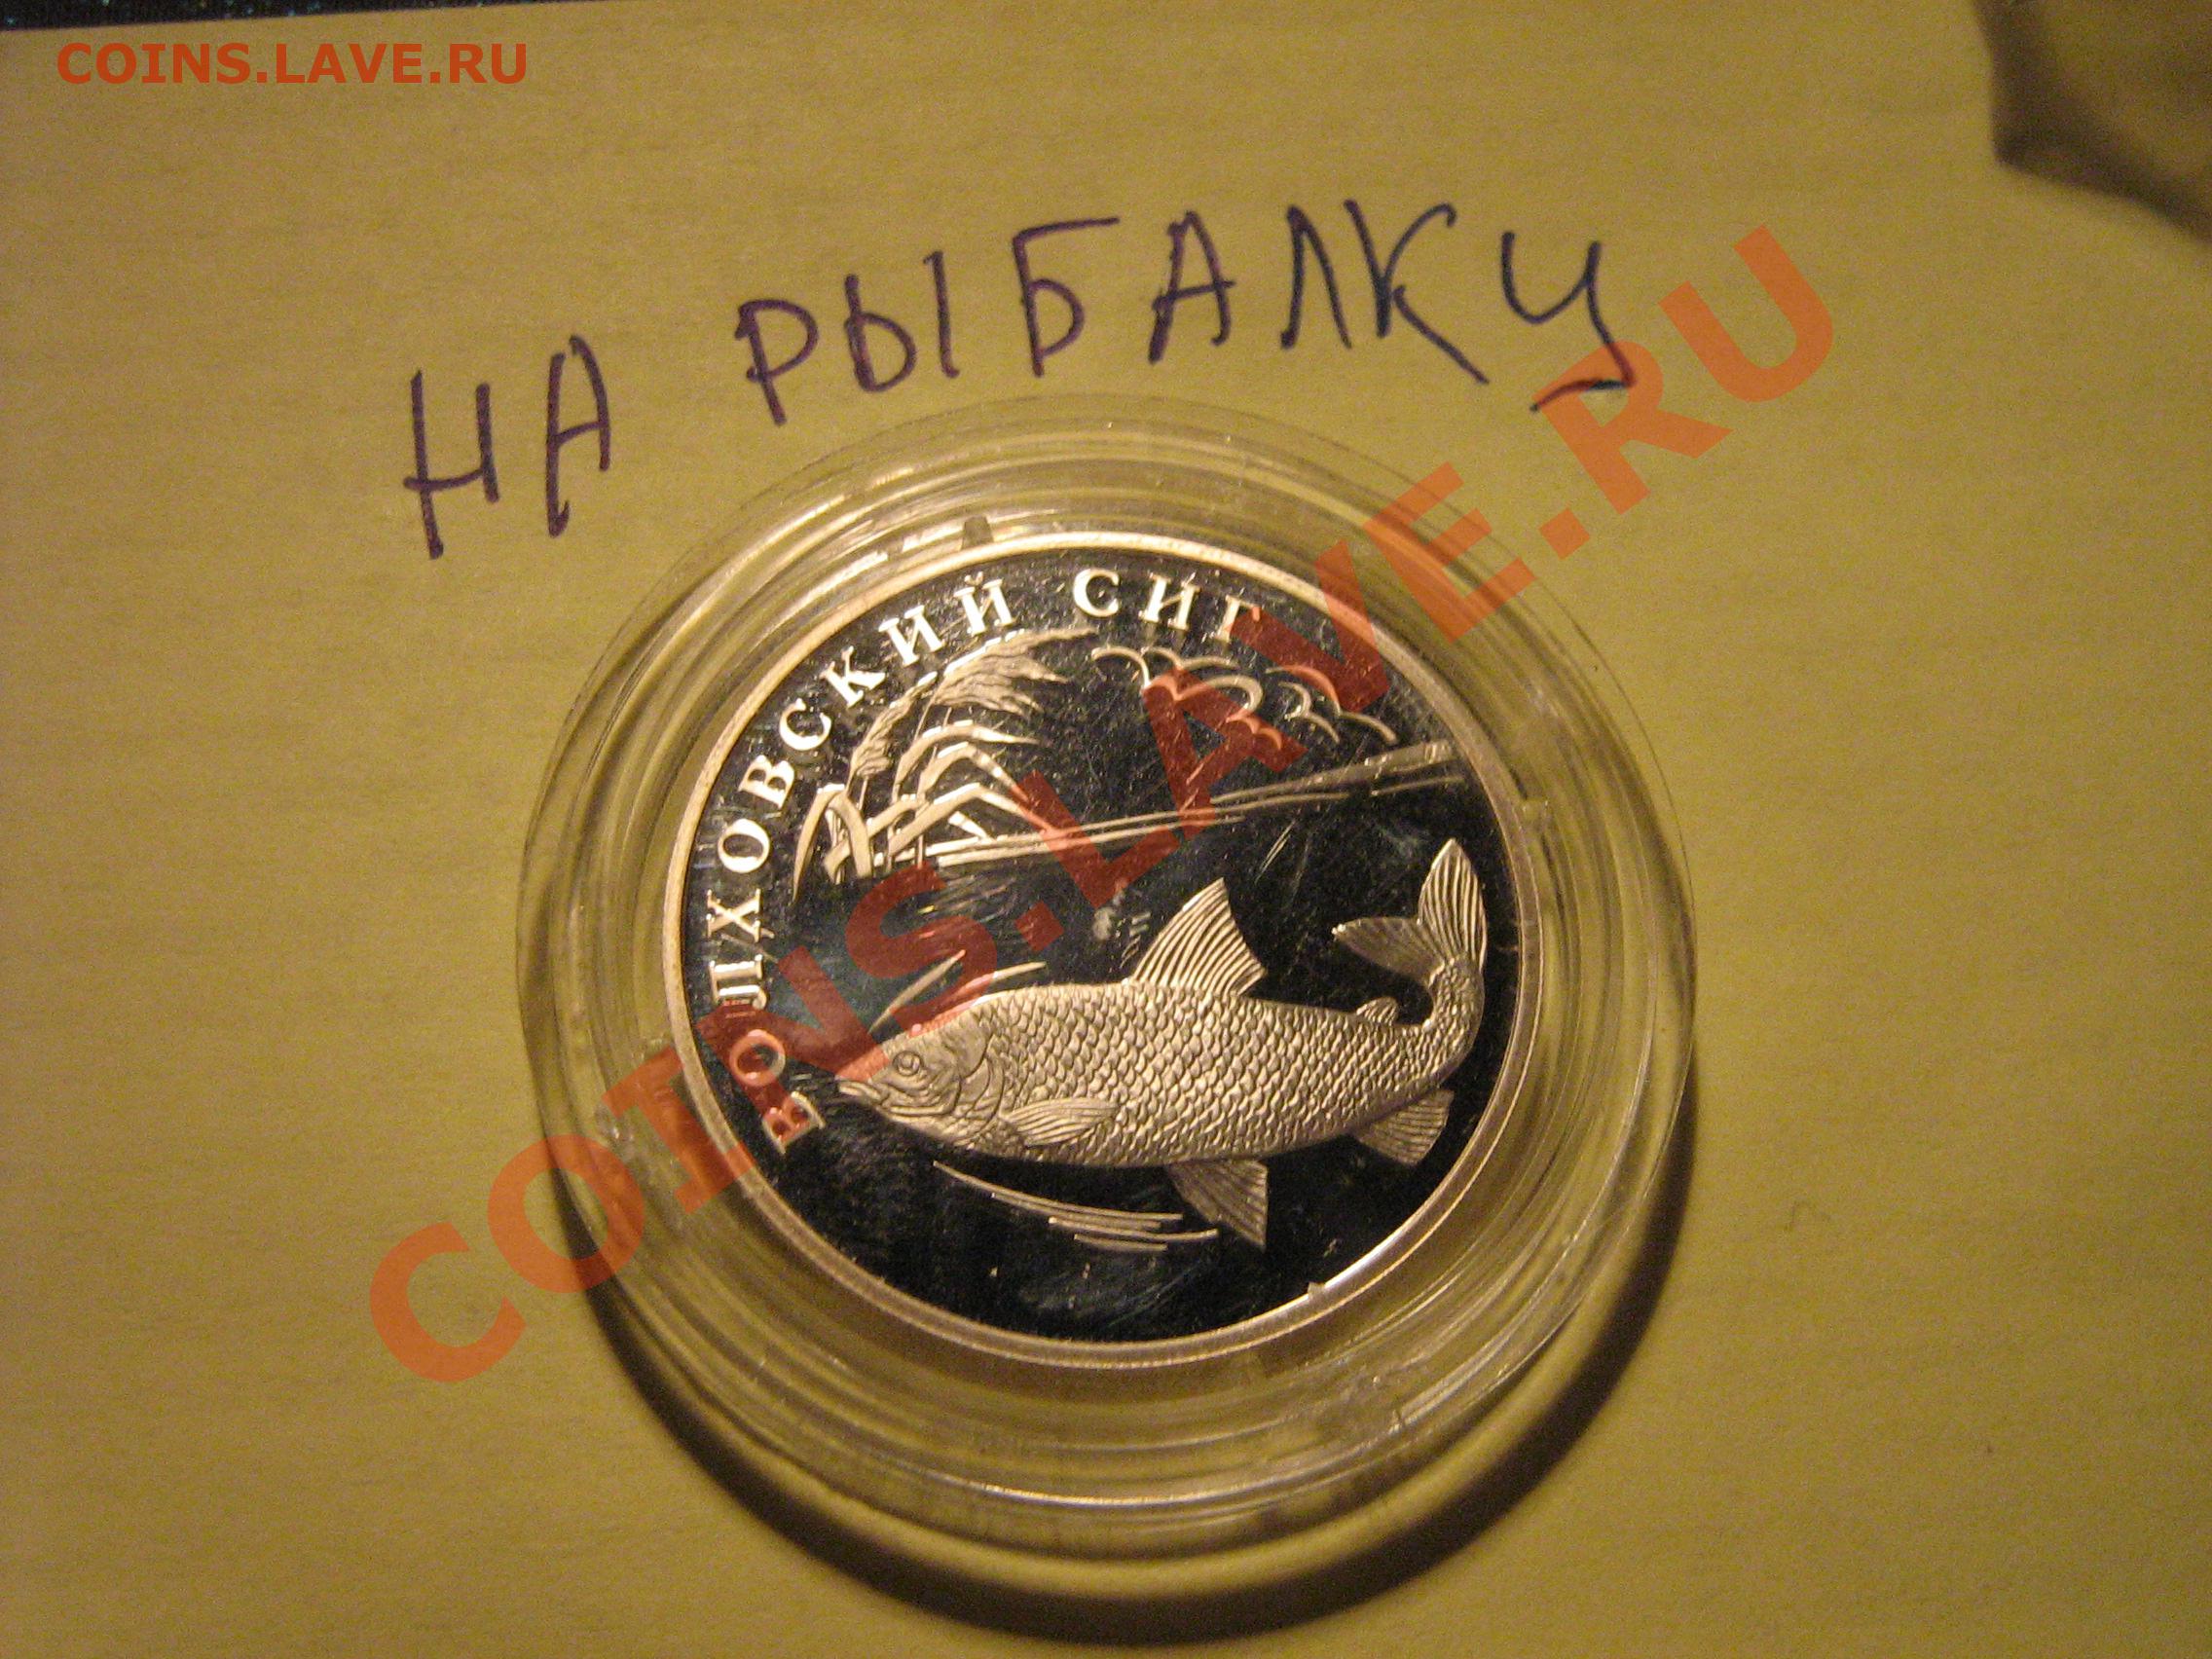 COINS.LAVE.RU
НА РЫБАЛКУ
ВОЛХОВСКИЙ СИГ
COINS.LAVE.RU